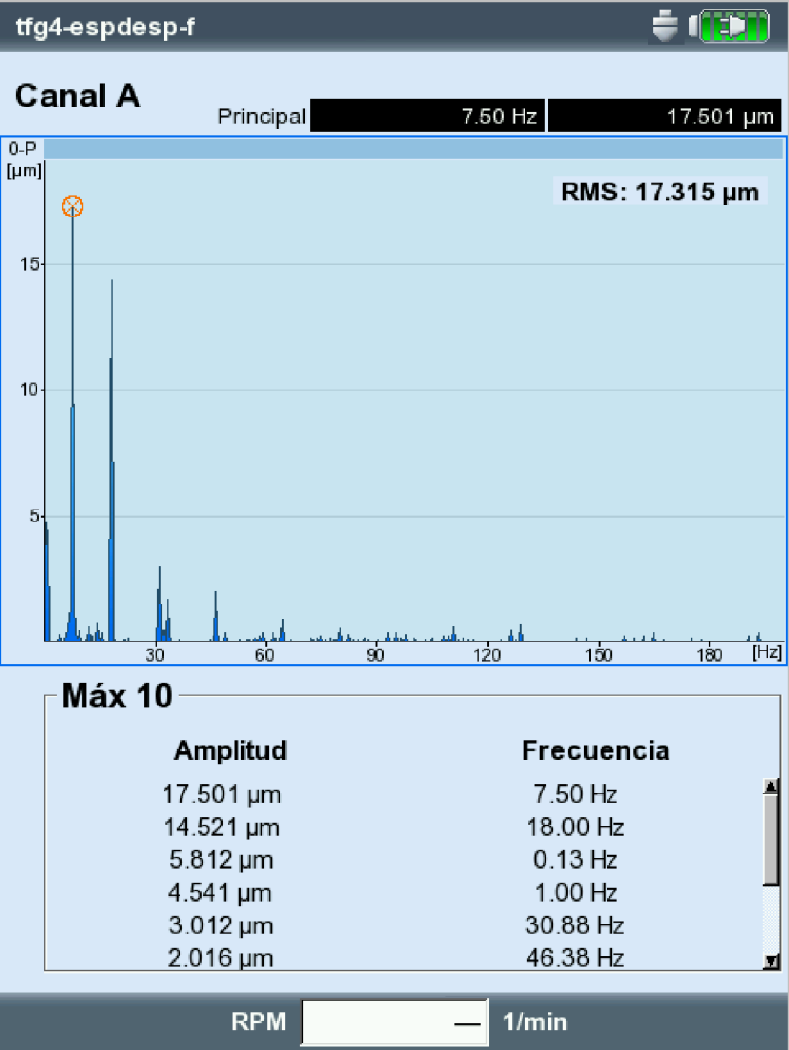 tfg4-espdesp-f
Canal A
Principal 7.50 Hz 17.501 µm
0-P
[µm]
RMS: 17.315 µm
15
10
5
30 60 90 120 150 180 [Hz]
Máx 10
Amplitud Frecuencia
17.501 µm 7.50 Hz
14.521 µm 18.00 Hz
5.812 µm 0.13 Hz
4.541 µm 1.00 Hz
3.012 µm 30.88 Hz
2.016 µm 46.38 Hz
RPM — 1/min